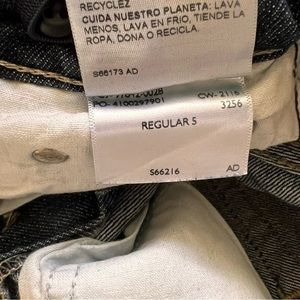 RECYCLEZ
CUIDA NUESTRO PLANETA: LAVA
MENOS, LAVA EN FRIO, TIENDE LA
ROPA, DONA O RECICLA.
S66173 AD
PO- 4100297901 CW- 2116
3256
REGULAR 5
S66216 AD